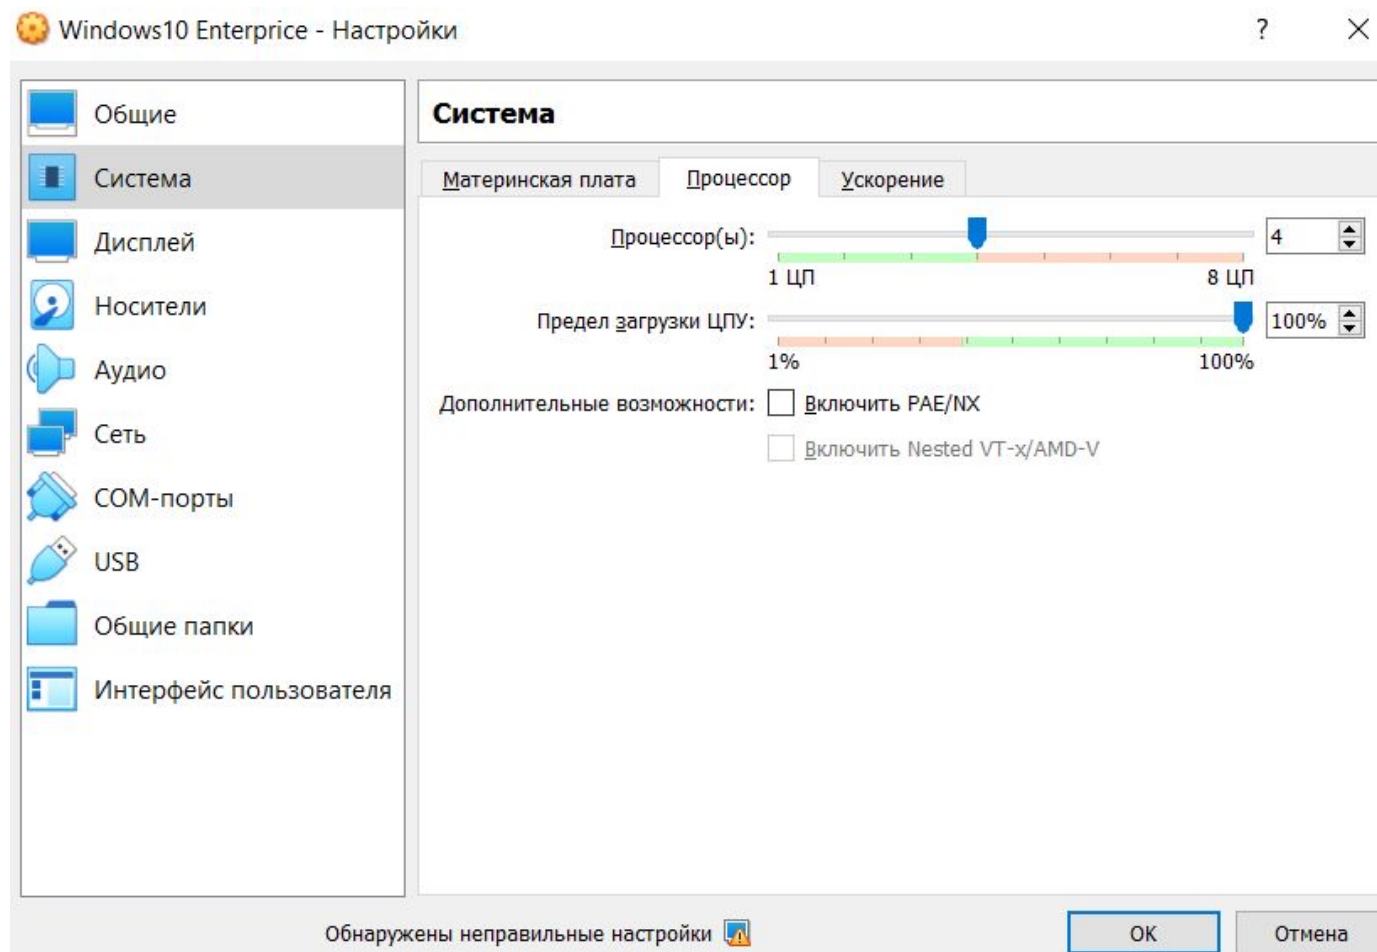 Windows10 Enterprice - Настройки ? ×
Общие
Система
Дисплей
Носители
Аудио
Сеть
COM-порты
USB
Общие папки
Интерфейс пользователя
Система
Материнская плата Процессор Ускорение
Процессор(ы): 4
1 ЦП 8 ЦП
Предел загрузки ЦПУ: 100%
1% 100%
Дополнительные возможности: Включить PAE/NX
Включить Nested VT-x/AMD-V
Обнаружены неправильные настройки OK Отмена